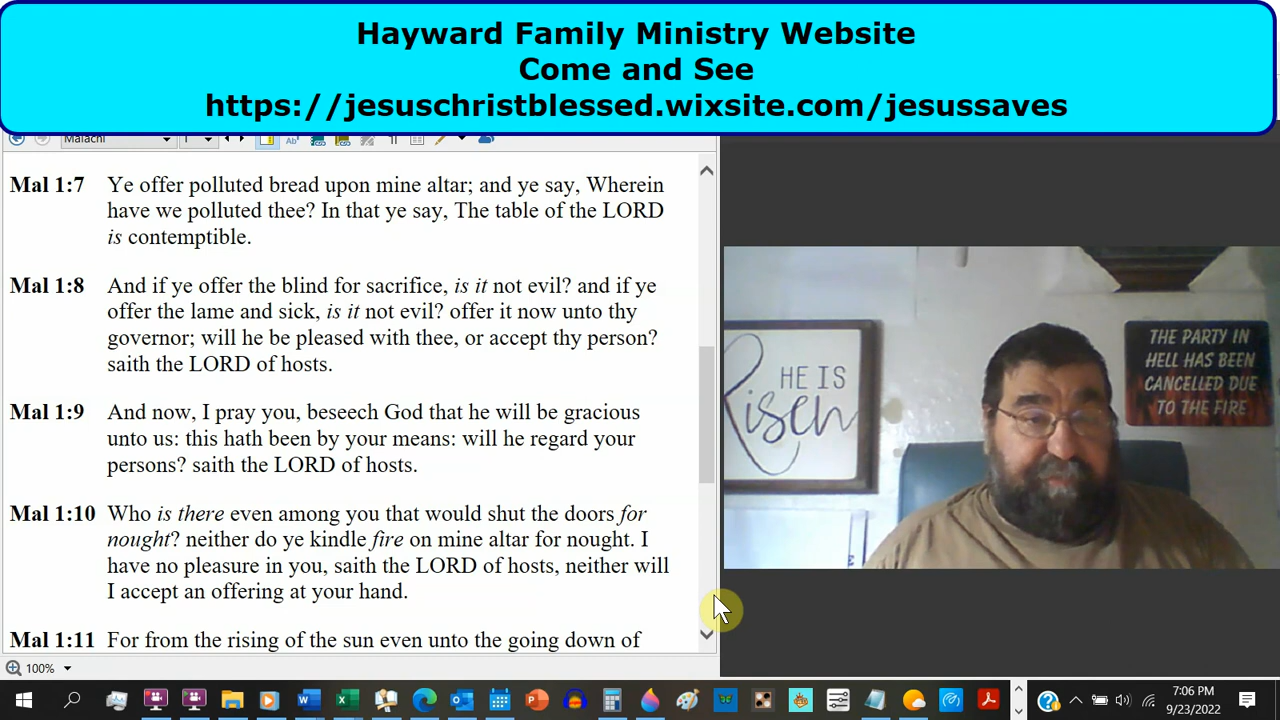 Hayward Family Ministry Website
Come and See
https://jesuschristblessed.wixsite.com/jesussaves
Malachi
1
Mal 1:7 Ye offer polluted bread upon mine altar; and ye say, Wherein
have we polluted thee? In that ye say, The table of the LORD
is contemptible.
Mal 1:8 And if ye offer the blind for sacrifice, is it not evil? and if ye
offer the lame and sick, is it not evil? offer it now unto thy
governor; will he be pleased with thee, or accept thy person?
saith the LORD of hosts.
Mal 1:9 And now, I pray you, beseech God that he will be gracious
unto us: this hath been by your means: will he regard your
persons? saith the LORD of hosts.
Mal 1:10 Who is there even among you that would shut the doors for
nought? neither do ye kindle fire on mine altar for nought. I
have no pleasure in you, saith the LORD of hosts, neither will
I accept an offering at your hand.
Mal 1:11 For from the rising of the sun even unto the going down of
100%
HE IS
Risen
THE PARTY IN
HELL HAS BEEN
CANCELLED DUE
TO THE FIRE
7:06 PM
9/23/2022